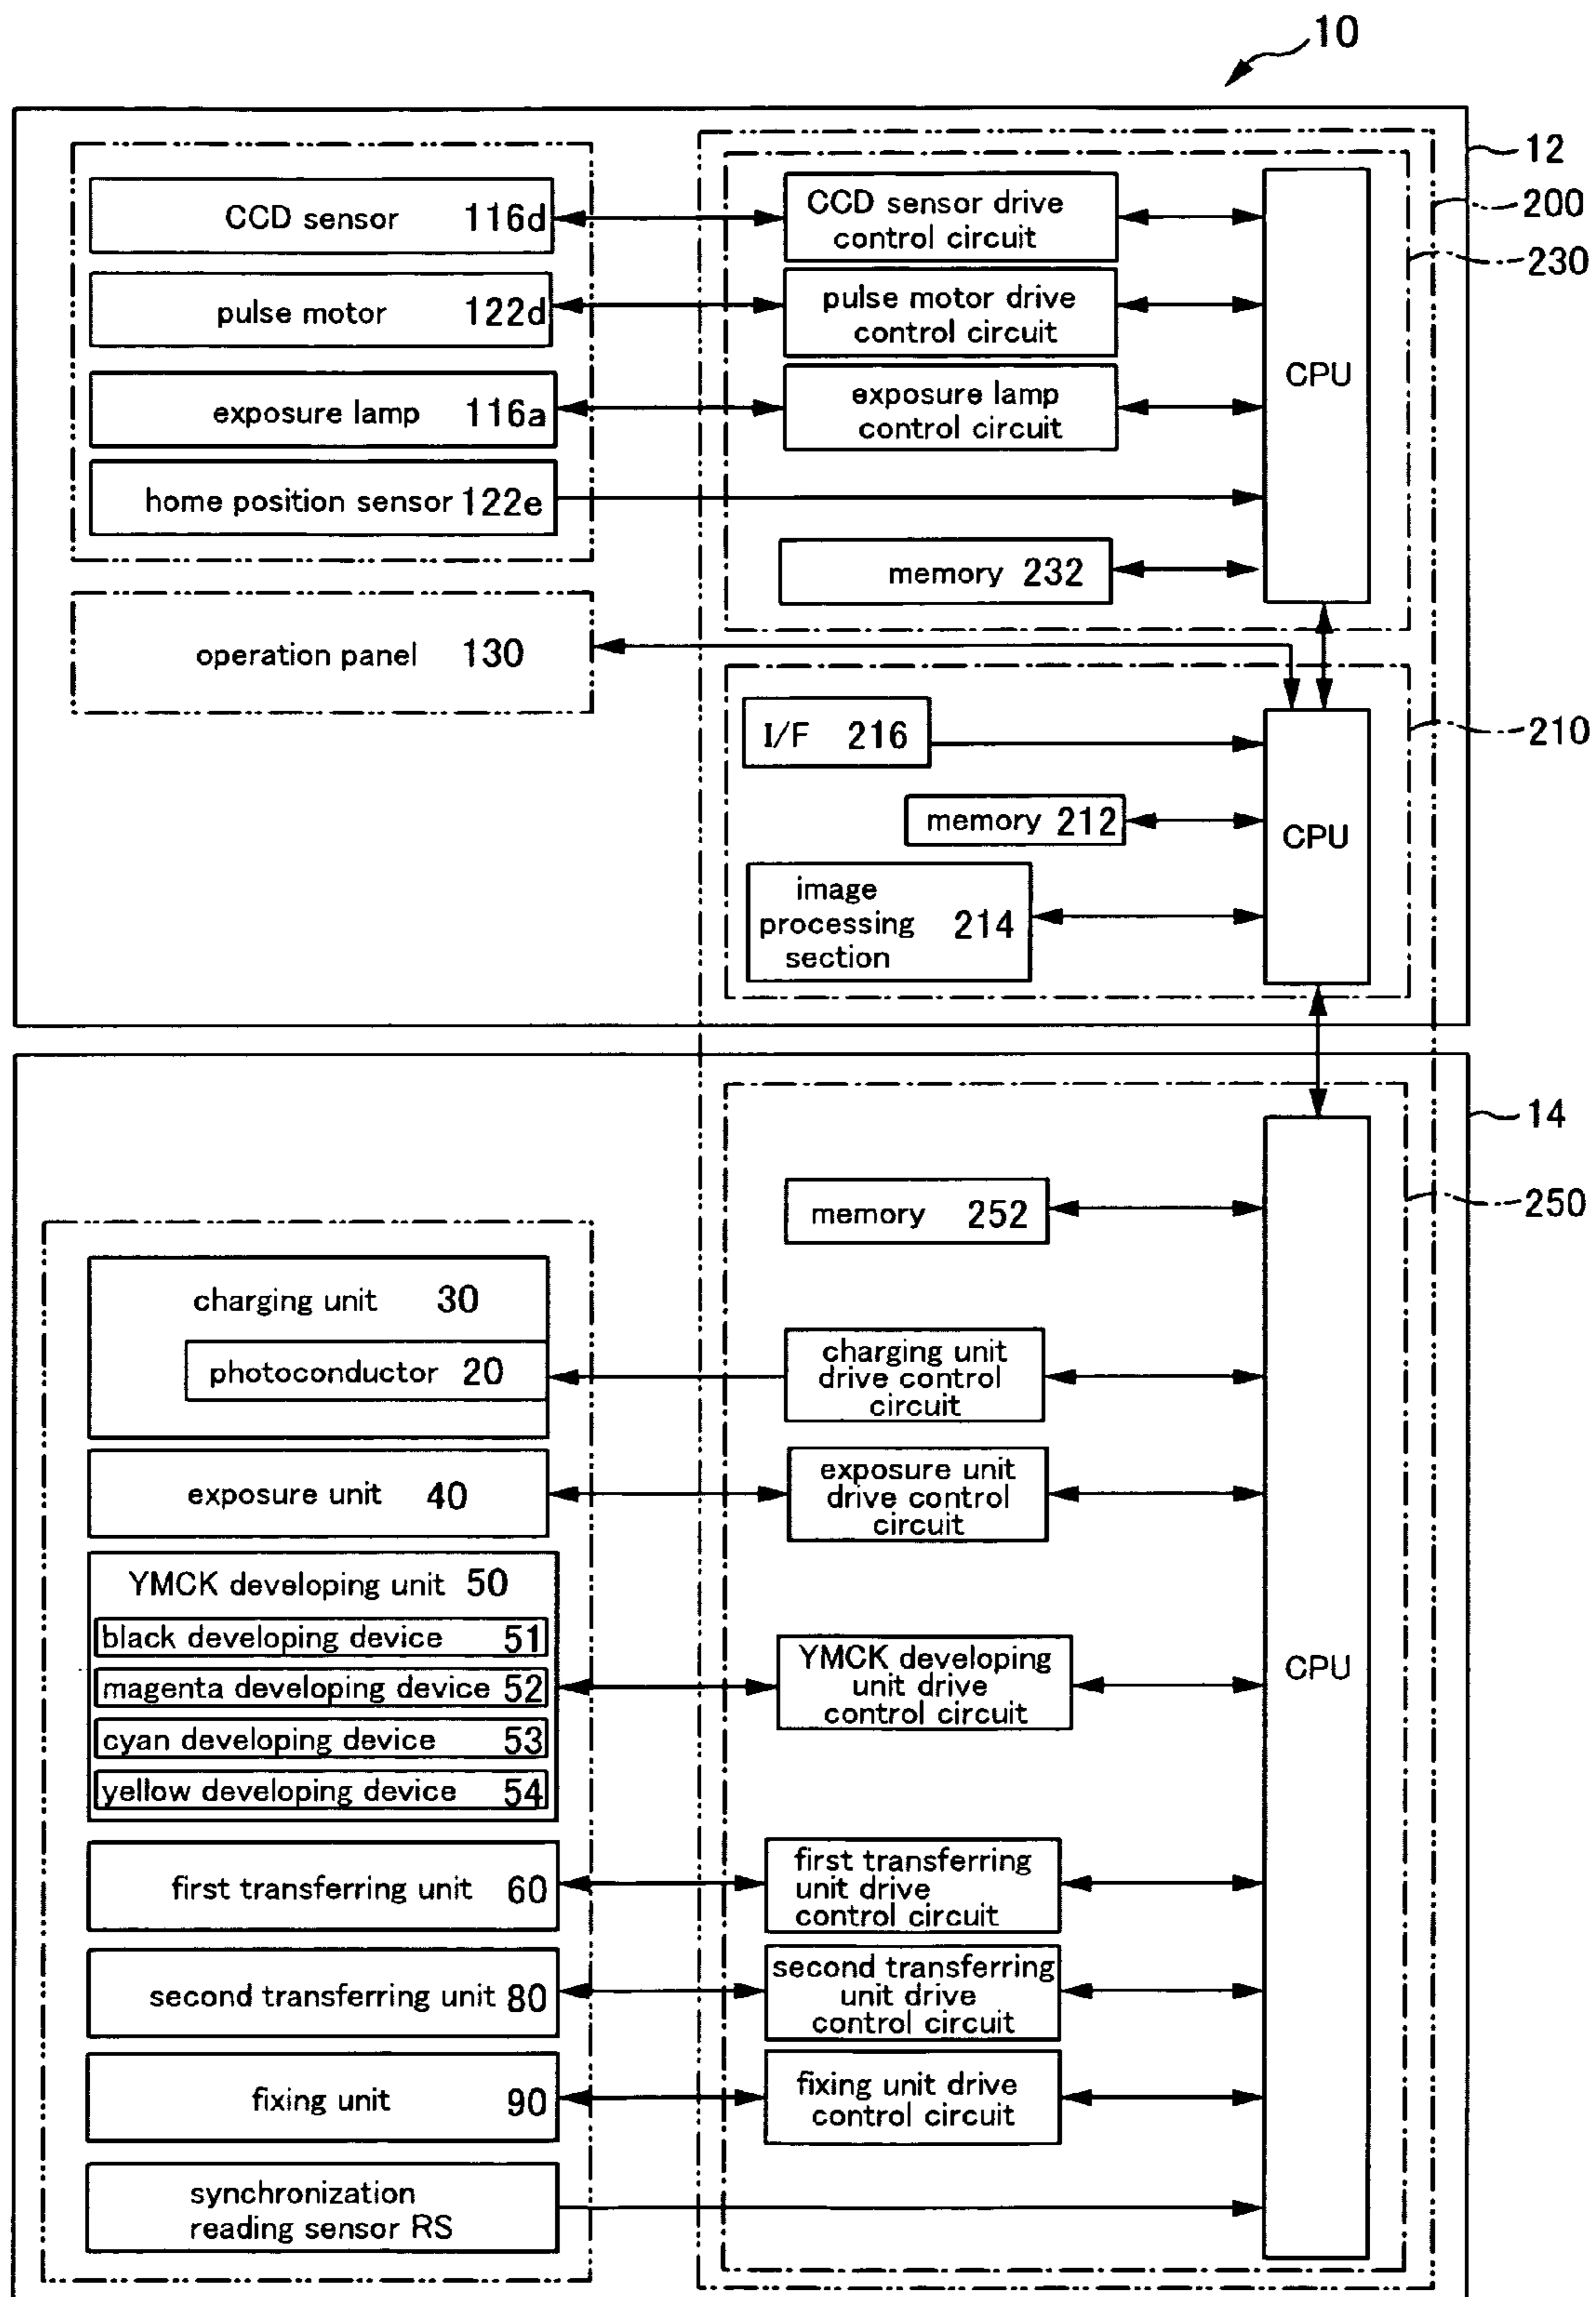 10
12
200
230
CCD sensor 116d
CCD sensor drive
control circuit
pulse motor 122d
pulse motor drive
control circuit
CPU
exposure lamp 116a
exposure lamp
control circuit
home position sensor 122e
memory 232
operation panel 130
210
I/F 216
memory 212
CPU
image
processing 214
section
14
250
memory 252
charging unit 30
photoconductor 20
charging unit
drive control
circuit
exposure unit 40
exposure unit
drive control
circuit
YMCK developing unit 50
black developing device 51
magenta developing device 52
cyan developing device 53
yellow developing device 54
YMCK developing
unit drive
control circuit
CPU
first transferring unit 60
first transferring
unit drive
control circuit
second transferring unit 80
second transferring
unit drive
control circuit
fixing unit 90
fixing unit drive
control circuit
synchronization
reading sensor RS